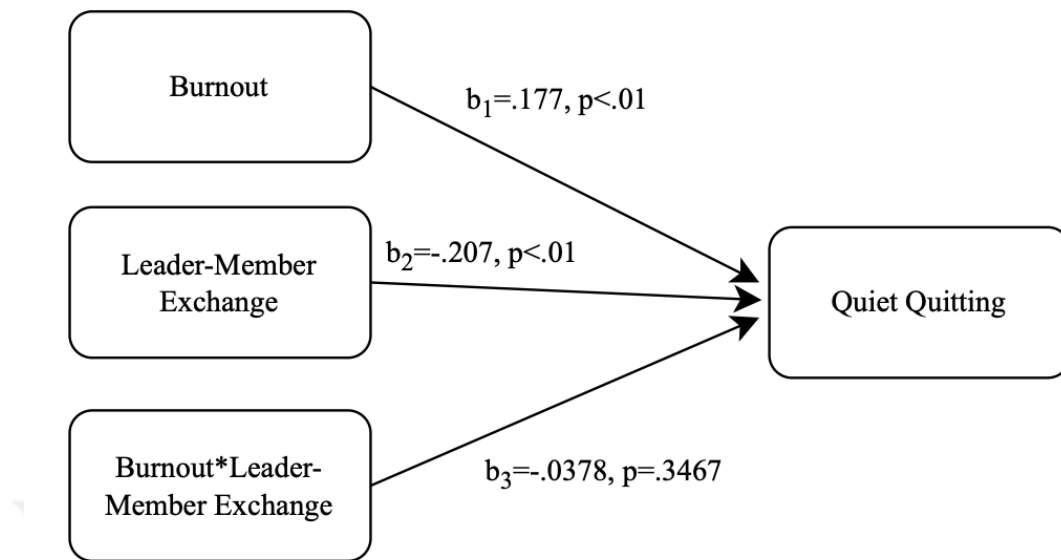 Burnout
b₁=.177, p<.01
Leader-Member
Exchange
b₂=-.207, p<.01
Quiet Quitting
Burnout*Leader-
Member Exchange
b₃=-.0378, p=.3467